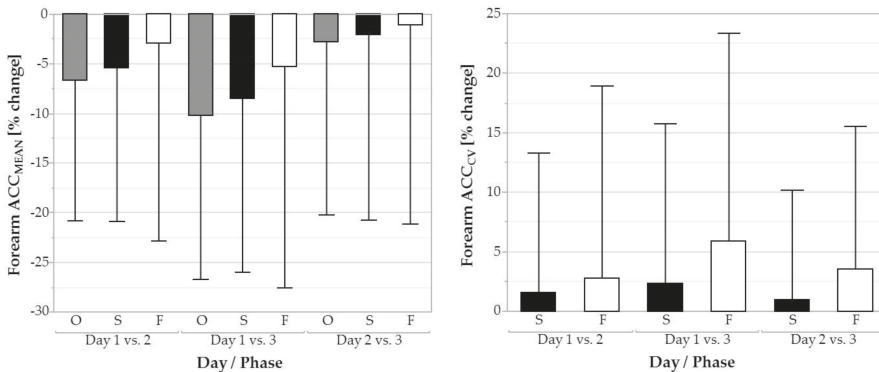 Forearm ACCMEAN [% change]
0
-5
-10
-15
-20
-25
-30
O S F O S F O S F
Day 1 vs. 2 Day 1 vs. 3 Day 2 vs. 3
Day / Phase
Forearm ACCCV [% change]
25
20
15
10
5
0
S F S F S F
Day 1 vs. 2 Day 1 vs. 3 Day 2 vs. 3
Day / Phase